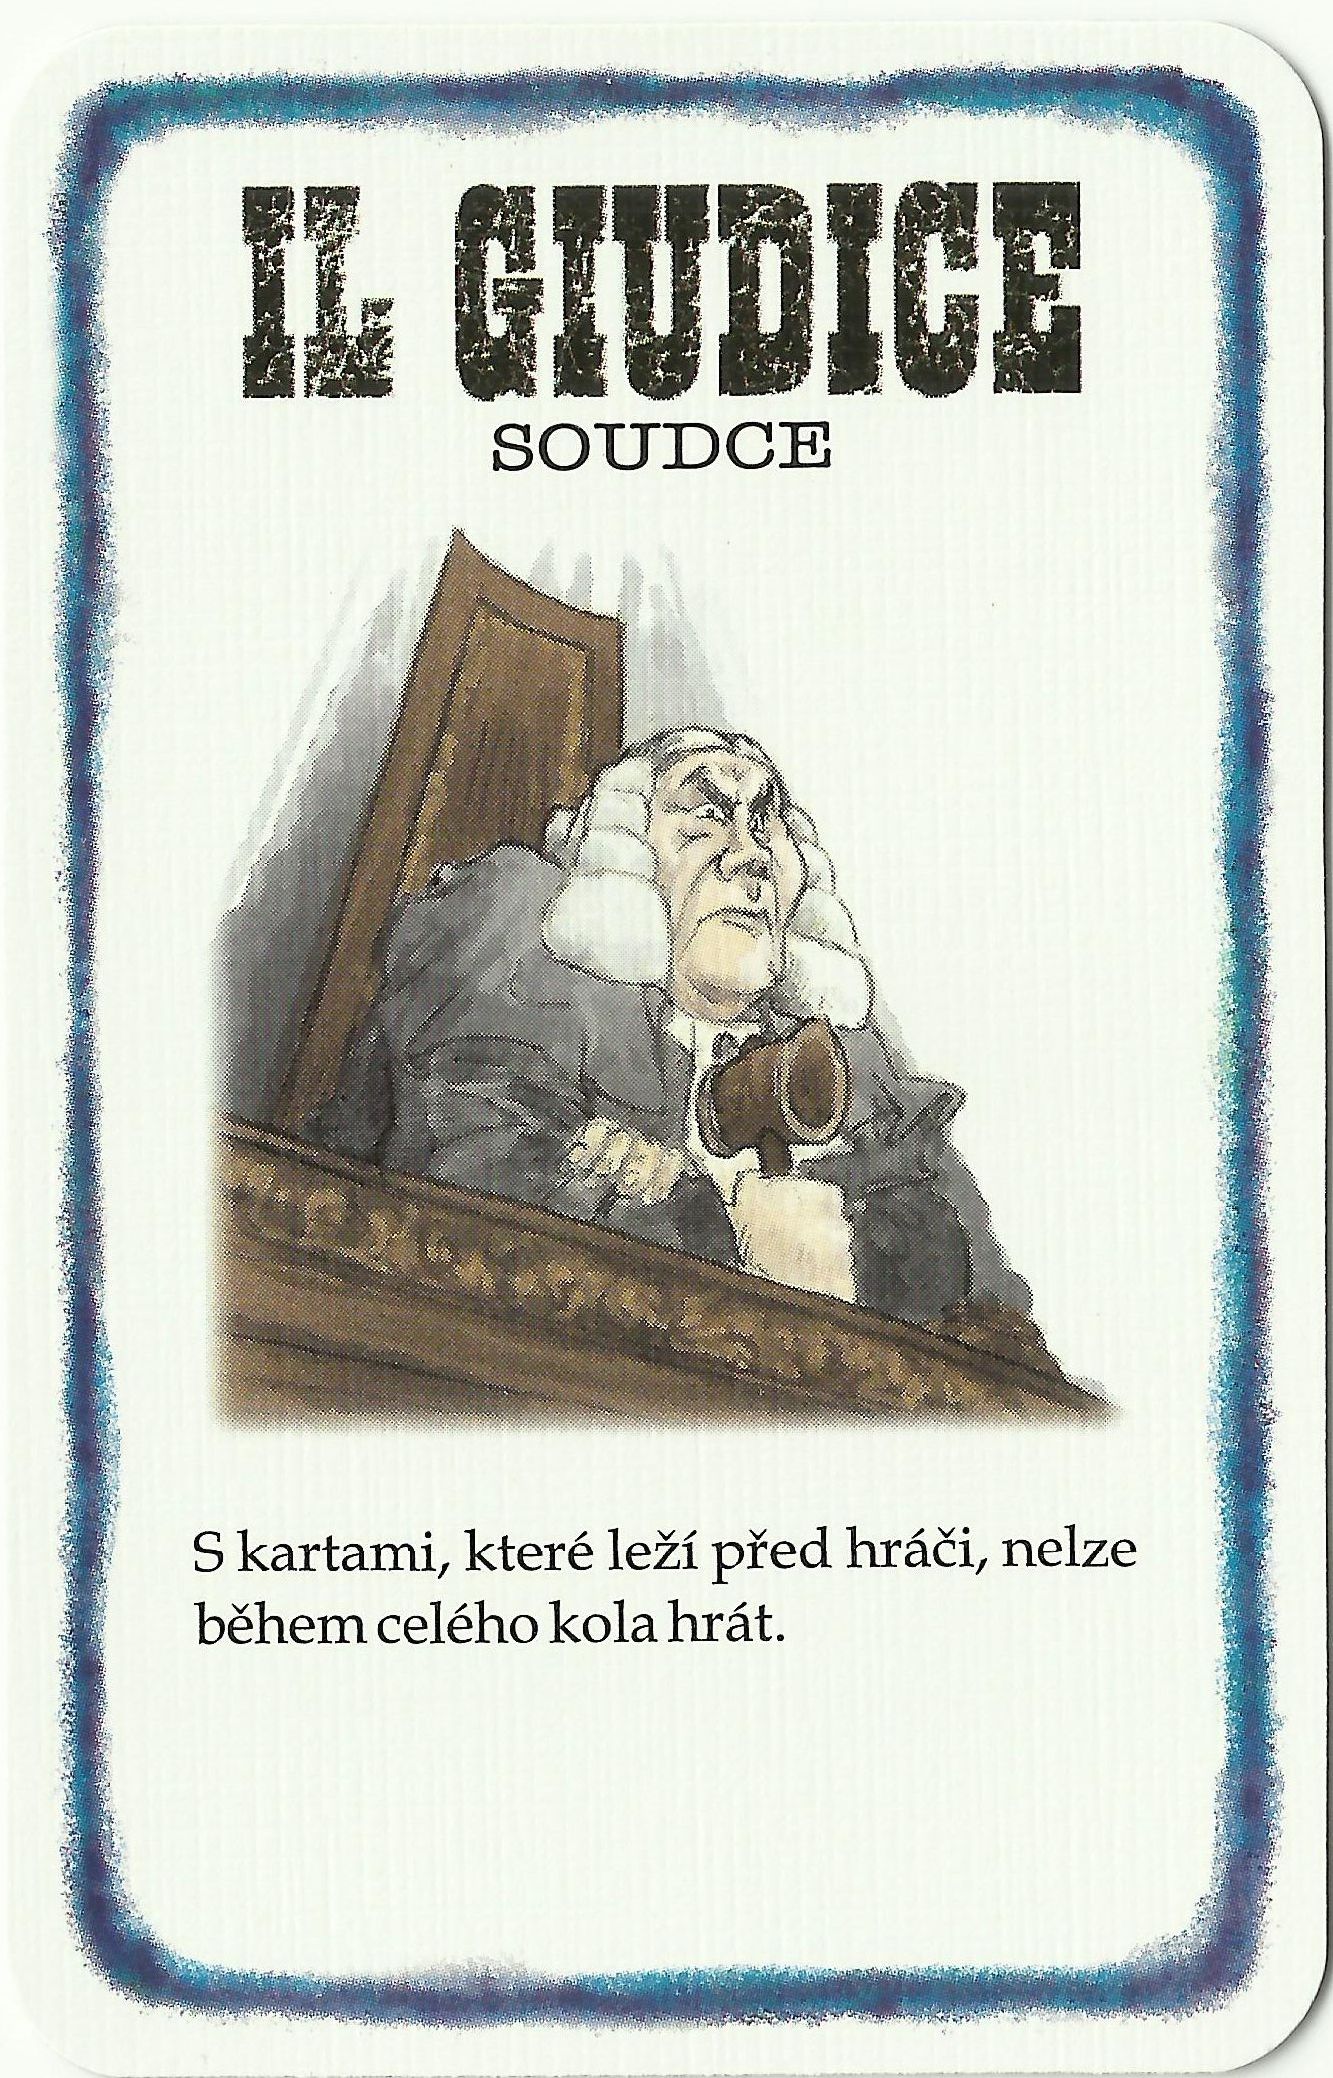 IL GIUDICE
SOUDCE
S kartami, které leží před hráči, nelze
během celého kola hrát.